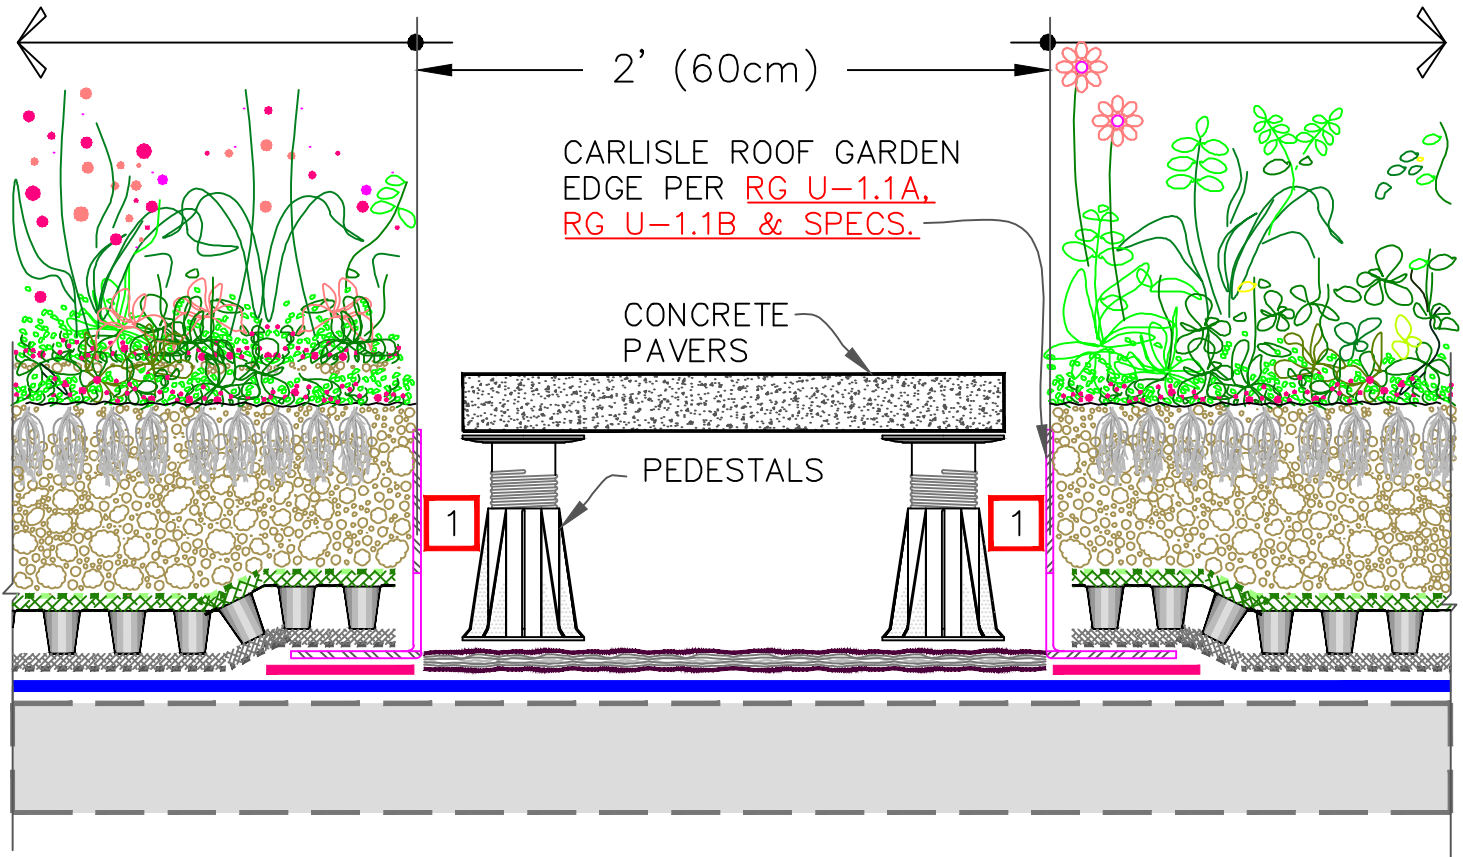 2' (60cm)
CARLISLE ROOF GARDEN
EDGE PER RG U-1.1A,
RG U-1.1B & SPECS.
CONCRETE
PAVERS
PEDESTALS
1
1